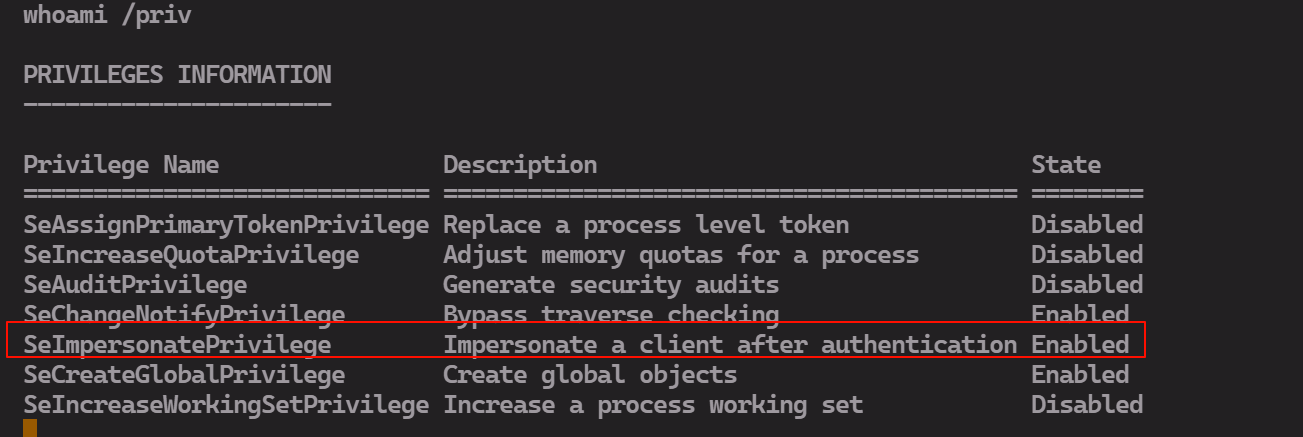 whoami /priv
PRIVILEGES INFORMATION
----------------------
Privilege Name                Description                               State
============================= ========================================= ========
SeAssignPrimaryTokenPrivilege Replace a process level token             Disabled
SeIncreaseQuotaPrivilege      Adjust memory quotas for a process        Disabled
SeAuditPrivilege              Generate security audits                  Disabled
SeChangeNotifyPrivilege       Bypass traverse checking                  Enabled
SeImpersonatePrivilege        Impersonate a client after authentication Enabled
SeCreateGlobalPrivilege       Create global objects                     Enabled
SeIncreaseWorkingSetPrivilege Increase a process working set            Disabled